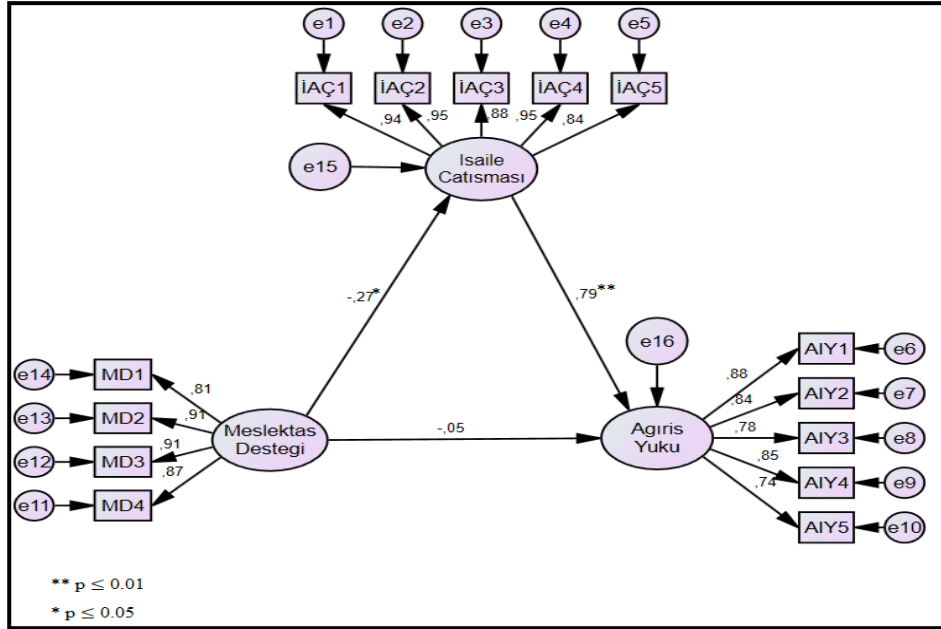 e1 e2 e3 e4 e5
İAÇ1 İAÇ2 İAÇ3 İAÇ4 İAÇ5
,94 ,95 ,88 ,95 ,84
e15
Isaile
Catısması
-,27*
,79**
e16
e14 MD1 ,81
e13 MD2 ,91
e12 MD3 ,91
e11 MD4 ,87
Meslektas
Destegi
-,05
Agıris
Yuku
,88 AIY1 e6
,84 AIY2 e7
,78 AIY3 e8
,85 AIY4 e9
,74 AIY5 e10
** p ≤ 0.01
* p ≤ 0.05